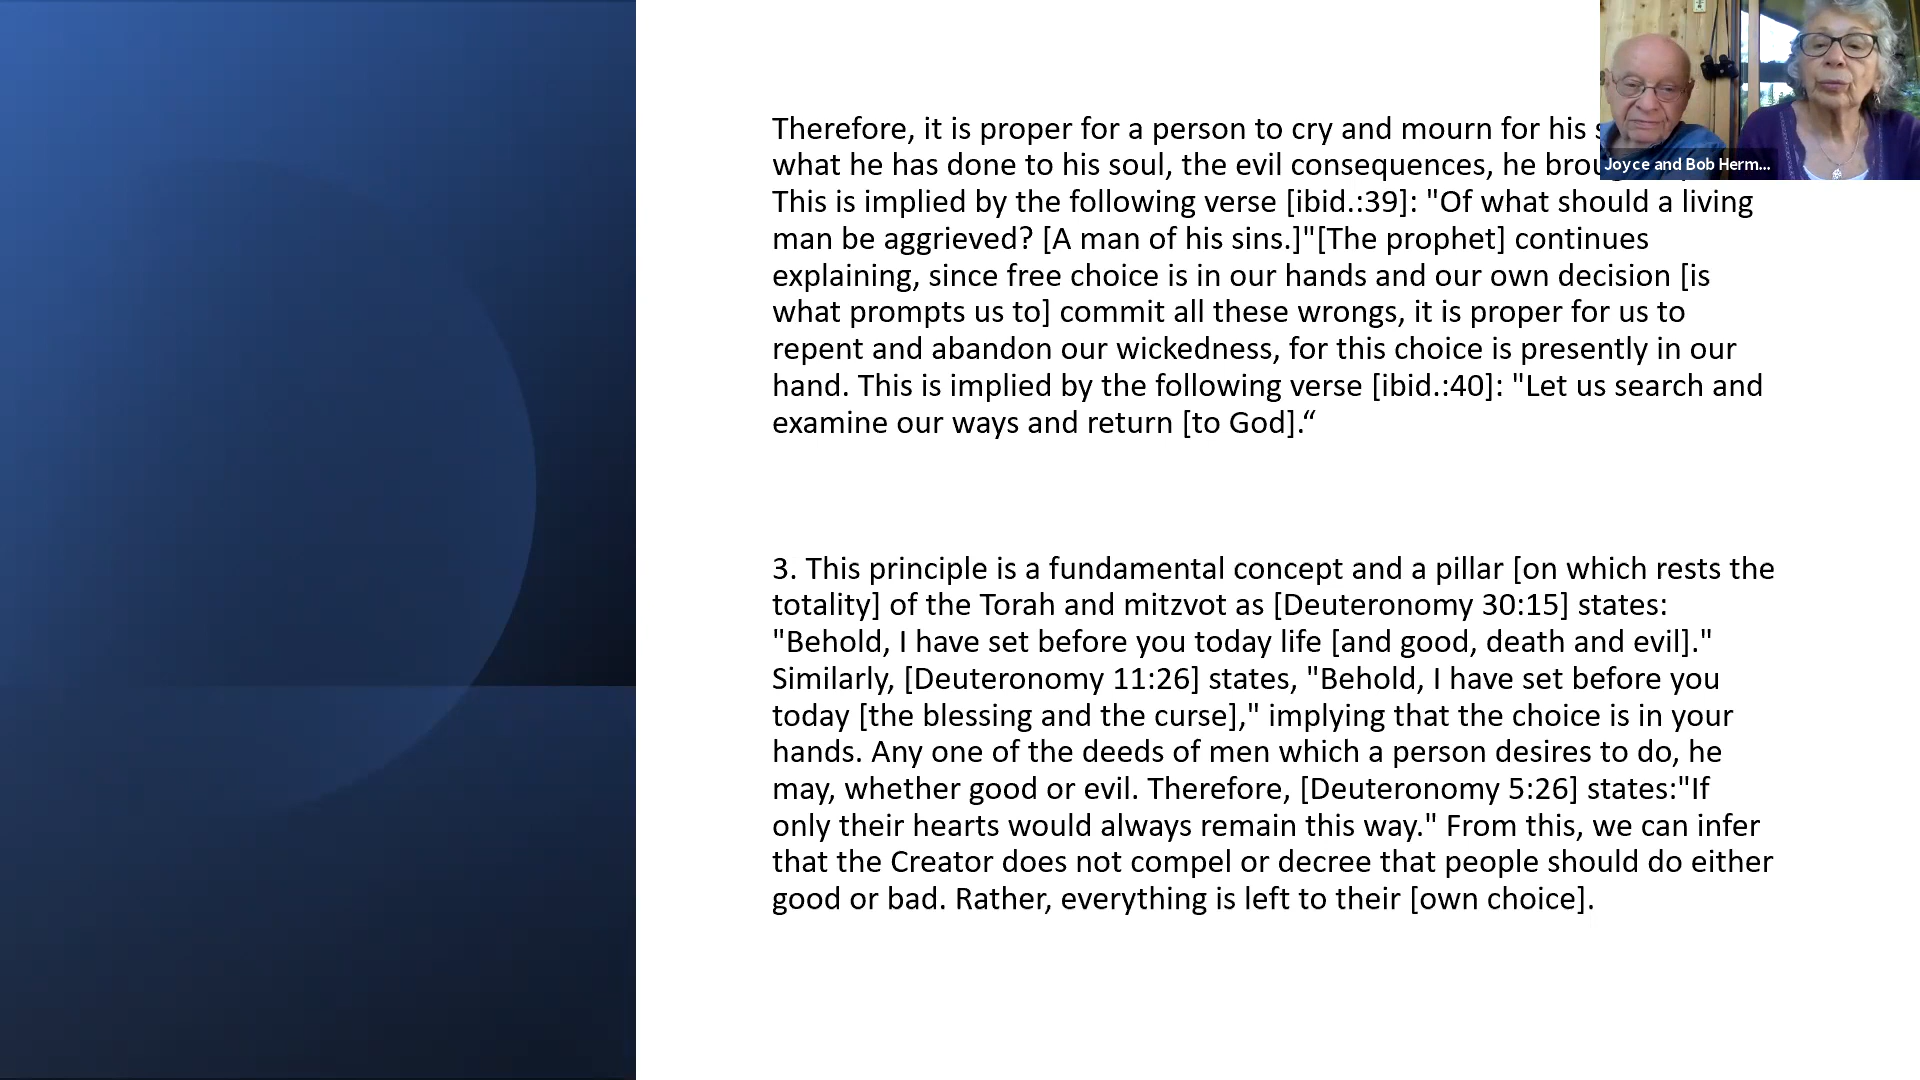 Therefore, it is proper for a person to cry and mourn for his
what he has done to his soul, the evil consequences, he
This is implied by the following verse [ibid.:39]: "Of what should a living
man be aggrieved? [A man of his sins.]"[The prophet] continues
explaining, since free choice is in our hands and our own decision [is
what prompts us to] commit all these wrongs, it is proper for us to
repent and abandon our wickedness, for this choice is presently in our
hand. This is implied by the following verse [ibid.:40]: "Let us search and
examine our ways and return [to God].“
3. This principle is a fundamental concept and a pillar [on which rests the
totality] of the Torah and mitzvot as [Deuteronomy 30:15] states:
"Behold, I have set before you today life [and good, death and evil]."
Similarly, [Deuteronomy 11:26] states, "Behold, I have set before you
today [the blessing and the curse]," implying that the choice is in your
hands. Any one of the deeds of men which a person desires to do, he
may, whether good or evil. Therefore, [Deuteronomy 5:26] states:"If
only their hearts would always remain this way." From this, we can infer
that the Creator does not compel or decree that people should do either
good or bad. Rather, everything is left to their [own choice].
Joyce and Bob Herm...